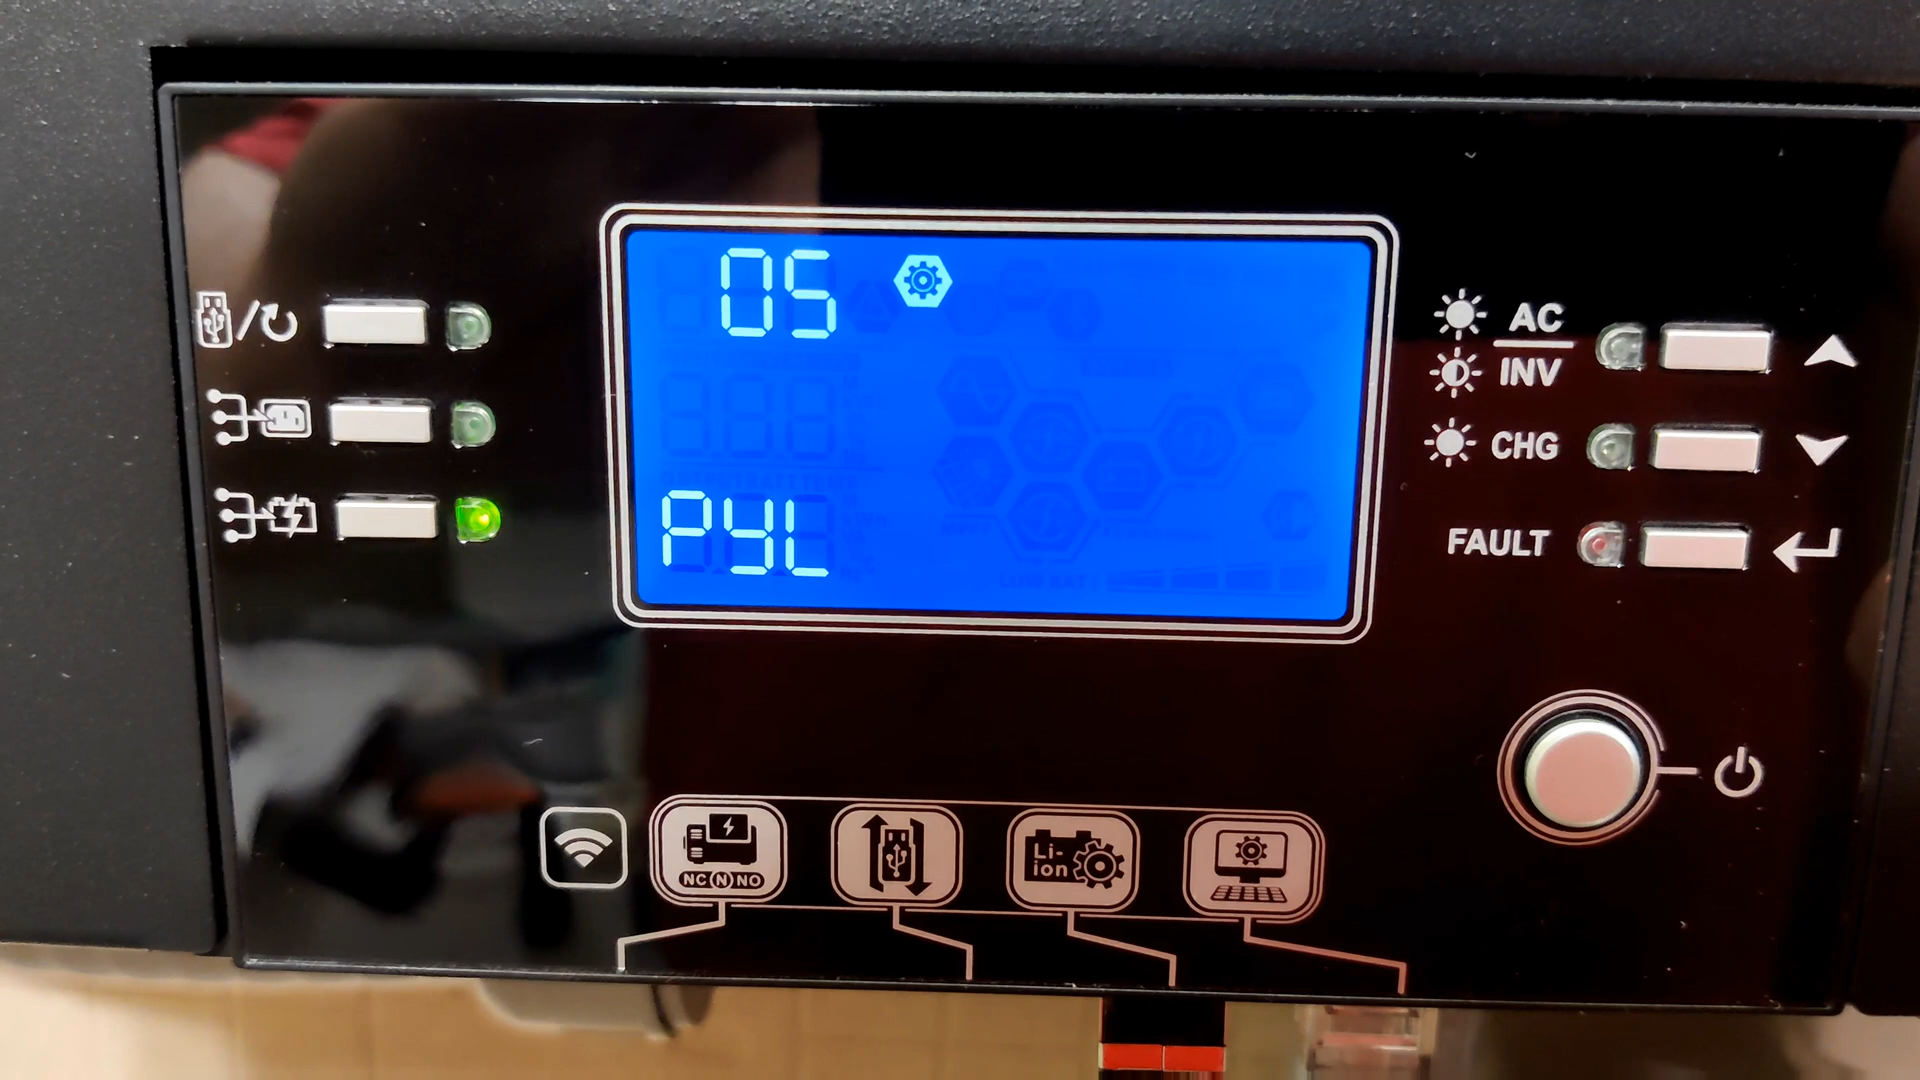 05
PYL
AC
INV
CHG
FAULT
NC N NO
Li-
ion